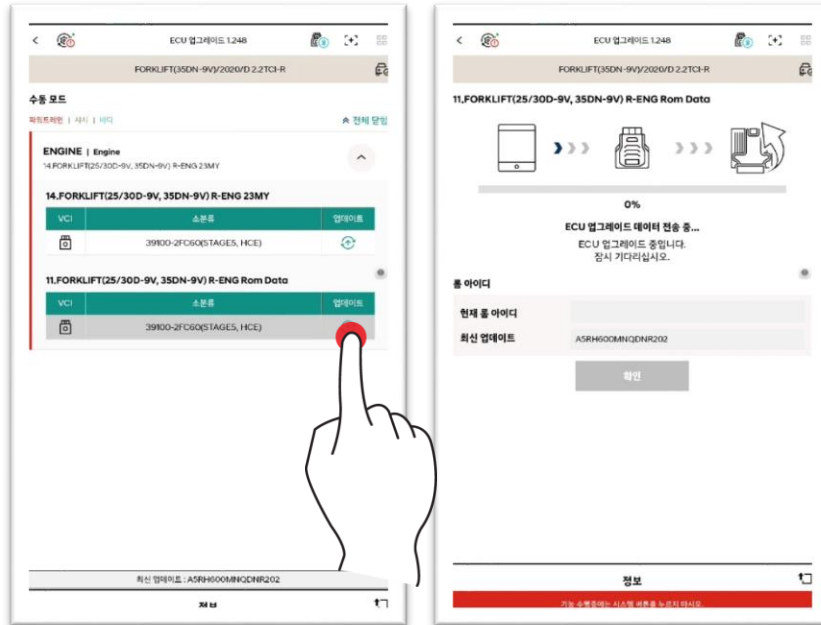 ECU 업그레이드 1.248
FORKLIFT(35DN-9V)/2020/D 2.2TCI-R
수동 모드
파워트레인 | 샤시 | 바디
전체 닫힘
ENGINE | Engine
14.FORKLIFT(25/30D-9V, 35DN-9V) R-ENG 23MY
14.FORKLIFT(25/30D-9V, 35DN-9V) R-ENG 23MY
VCI 소분류 업데이트
39100-2FC60(STAGE5, HCE)
11.FORKLIFT(25/30D-9V, 35DN-9V) R-ENG Rom Data
VCI 소분류 업데이트
39100-2FC60(STAGE5, HCE)
최신 업데이트 : A5RH600MNQDNR202
정보
ECU 업그레이드 1.248
FORKLIFT(35DN-9V)/2020/D 2.2TCI-R
11.FORKLIFT(25/30D-9V, 35DN-9V) R-ENG Rom Data
0%
ECU 업그레이드 데이터 전송 중...
ECU 업그레이드 중입니다.
잠시 기다리십시오.
롬 아이디
현재 롬 아이디
최신 업데이트 A5RH600MNQDNR202
확인
정보
기능 수행중에는 시스템 버튼을 누르지 마시오.